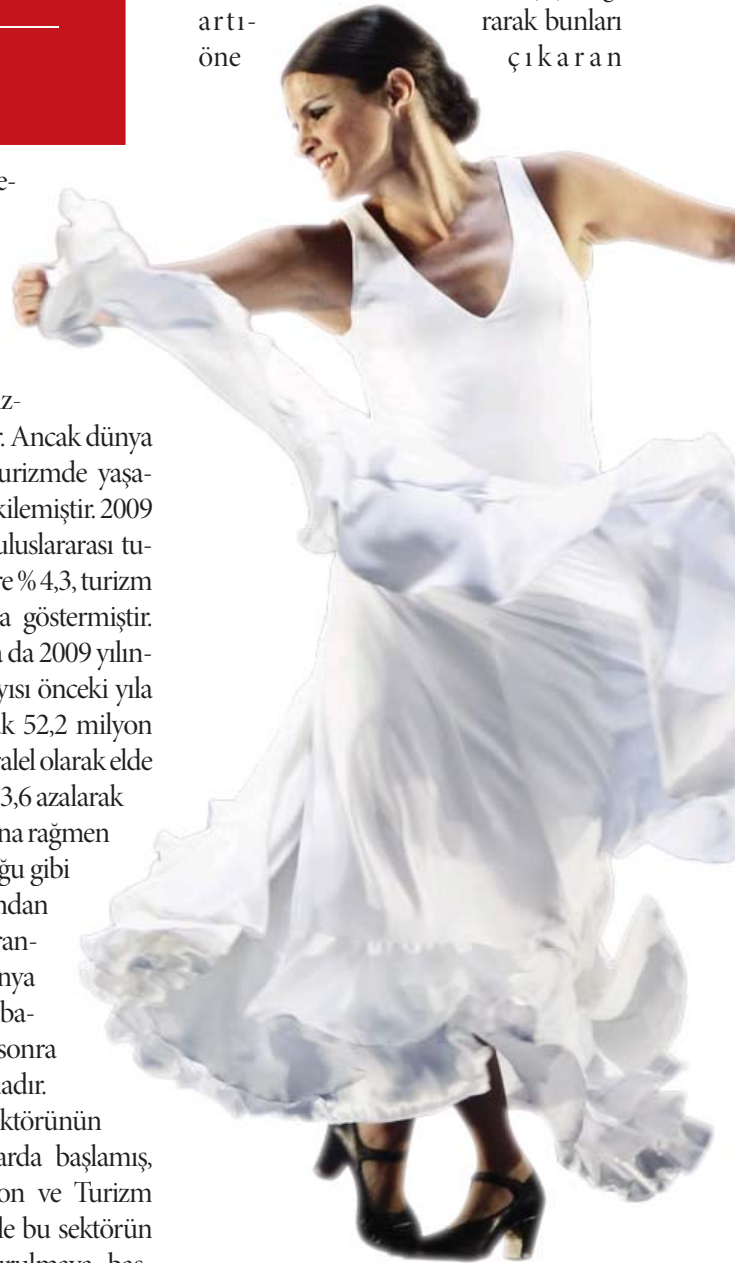 artı-
öne
rarak bunları
çıkaran
e-
z-
. Ancak dünya
urizmde yaşa-
kilemiştir. 2009
uluslararası tu-
re % 4,3, turizm
a göstermiştir.
a da 2009 yılın-
yısı önceki yıla
k 52,2 milyon
alel olarak elde
3,6 azalarak
na rağmen
ğu gibi
ndan
ran-
nya
ba-
sonra
adır.
ktörünün
arda başlamış,
on ve Turizm
le bu sektörün
urulmaya baş-